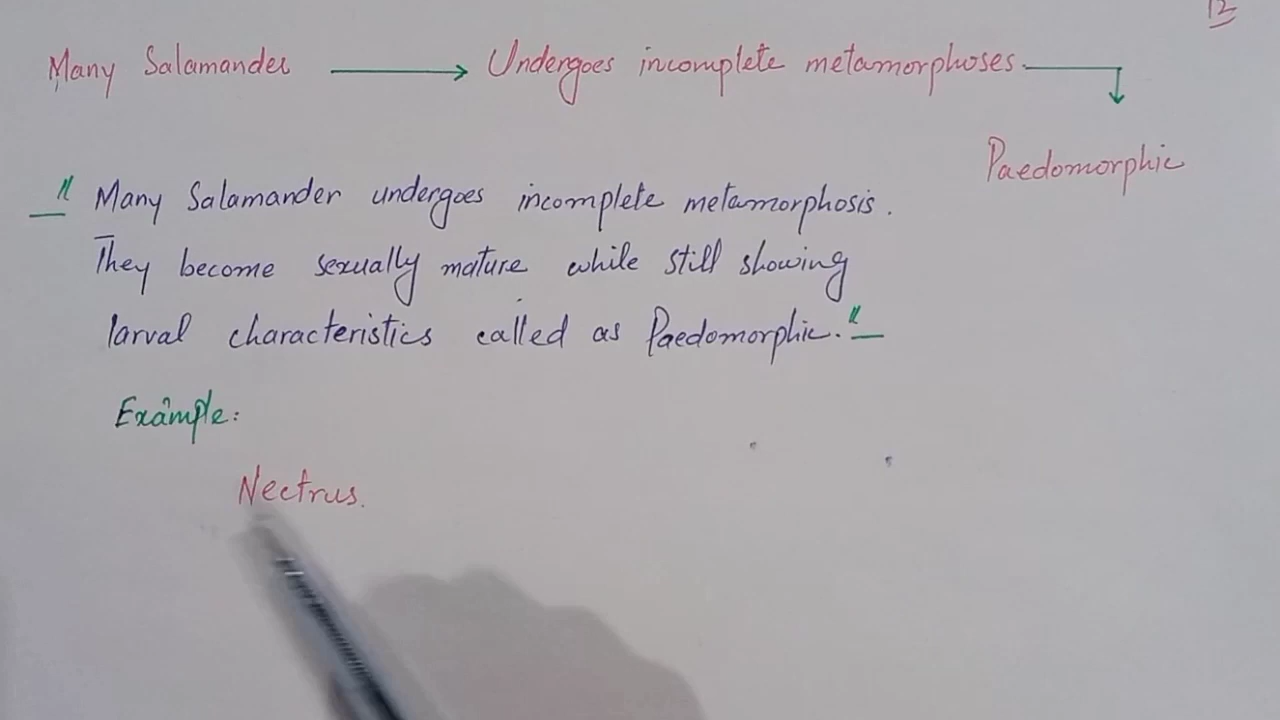 12
Many Salamander → Undergoes incomplete metamorphoses.
Paedomorphic
" Many Salamander undergoes incomplete metamorphosis.
They become sexually mature while still showing
larval characteristics called as Paedomorphic."
Example:
Nectrus.